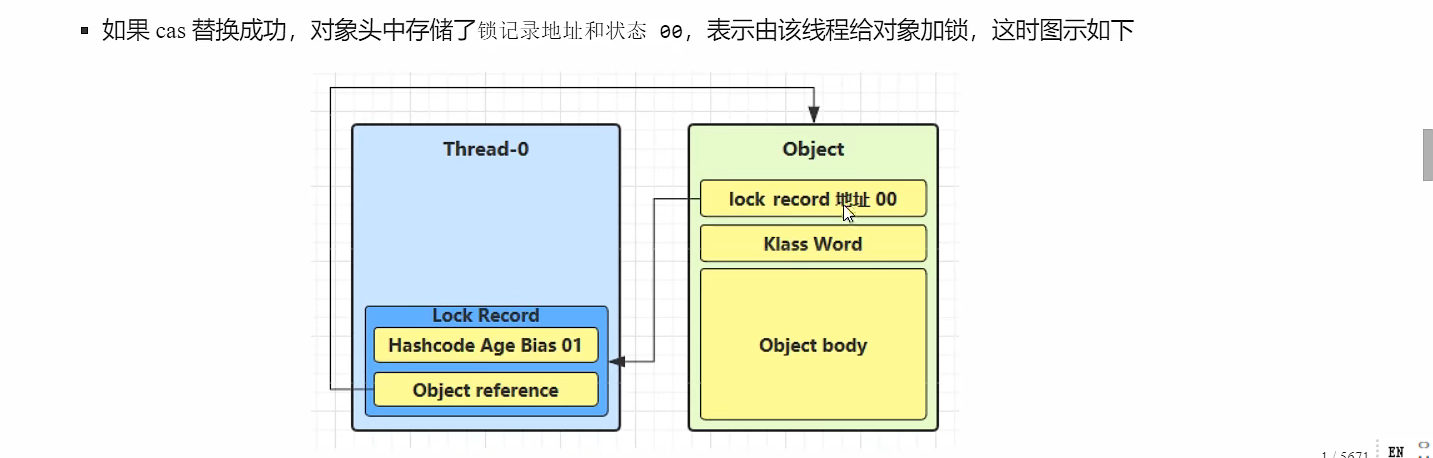 如果 cas 替换成功，对象头中存储了锁记录地址和状态 00，表示由该线程给对象加锁，这时图示如下
Thread-0
Object
lock record 地址 00
Klass Word
Lock Record
Hashcode Age Bias 01
Object body
Object reference
1 / 5671
EN